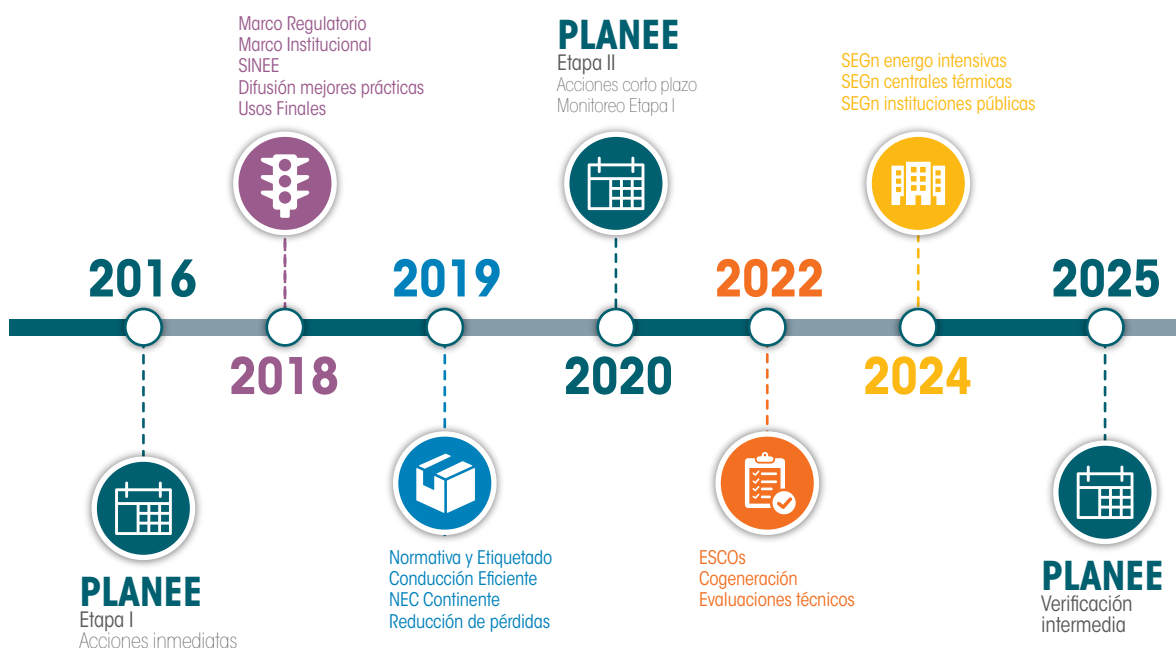 Marco Regulatorio
Marco Institucional
SINEE
Difusión mejores prácticas
Usos Finales
PLANEE
Etapa II
Acciones corto plazo
Monitoreo Etapa I
SEGn energo intensivas
SEGn centrales térmicas
SEGn instituciones públicas
2016
2019
2022
2025
2018
2020
2024
PLANEE
Etapa I
Acciones inmediatas
Normativa y Etiquetado
Conducción Eficiente
NEC Continente
Reducción de pérdidas
ESCOs
Cogeneración
Evaluaciones técnicos
PLANEE
Verificación
intermedia